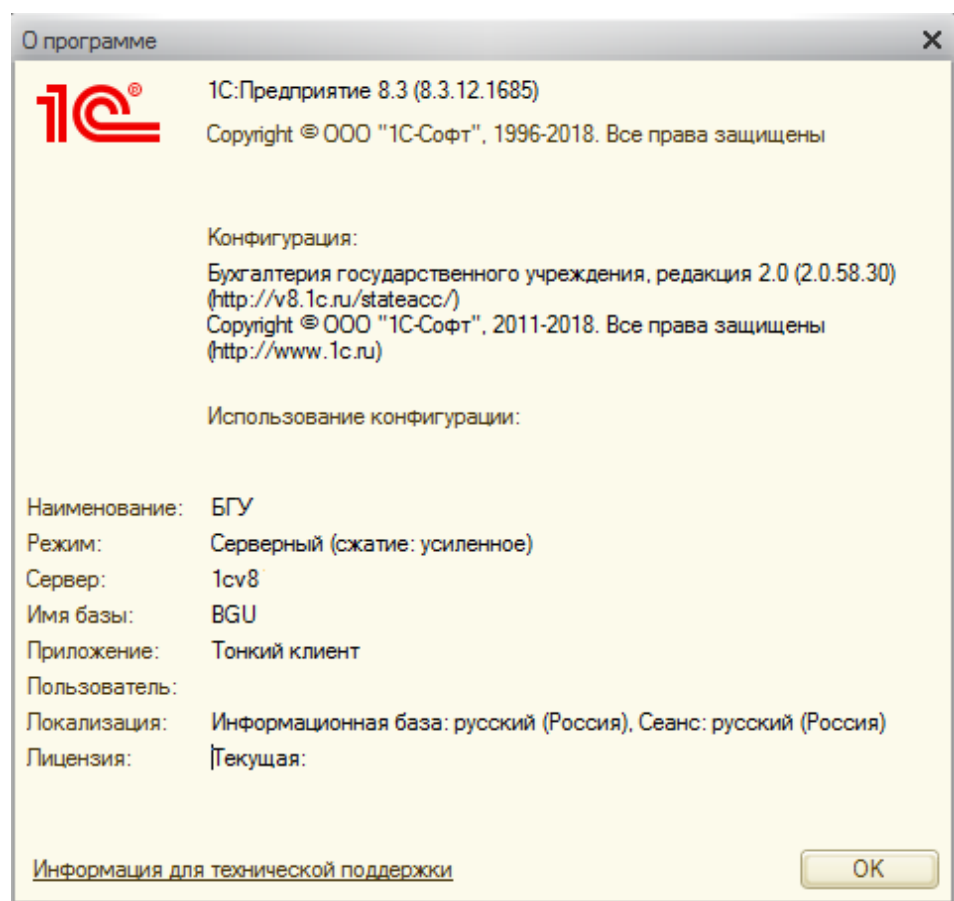 О программе
1С®
1С:Предприятие 8.3 (8.3.12.1685)
Copyright © ООО "1С-Софт", 1996-2018. Все права защищены
Конфигурация:
Бухгалтерия государственного учреждения, редакция 2.0 (2.0.58.30)
(http://v8.1c.ru/stateacc/)
Copyright © ООО "1С-Софт", 2011-2018. Все права защищены
(http://www.1c.ru)
Использование конфигурации:
Наименование: БГУ
Режим: Серверный (сжатие: усиленное)
Сервер: 1cv8
Имя базы: BGU
Приложение: Тонкий клиент
Пользователь:
Локализация: Информационная база: русский (Россия), Сеанс: русский (Россия)
Лицензия: Текущая:
Информация для технической поддержки OK